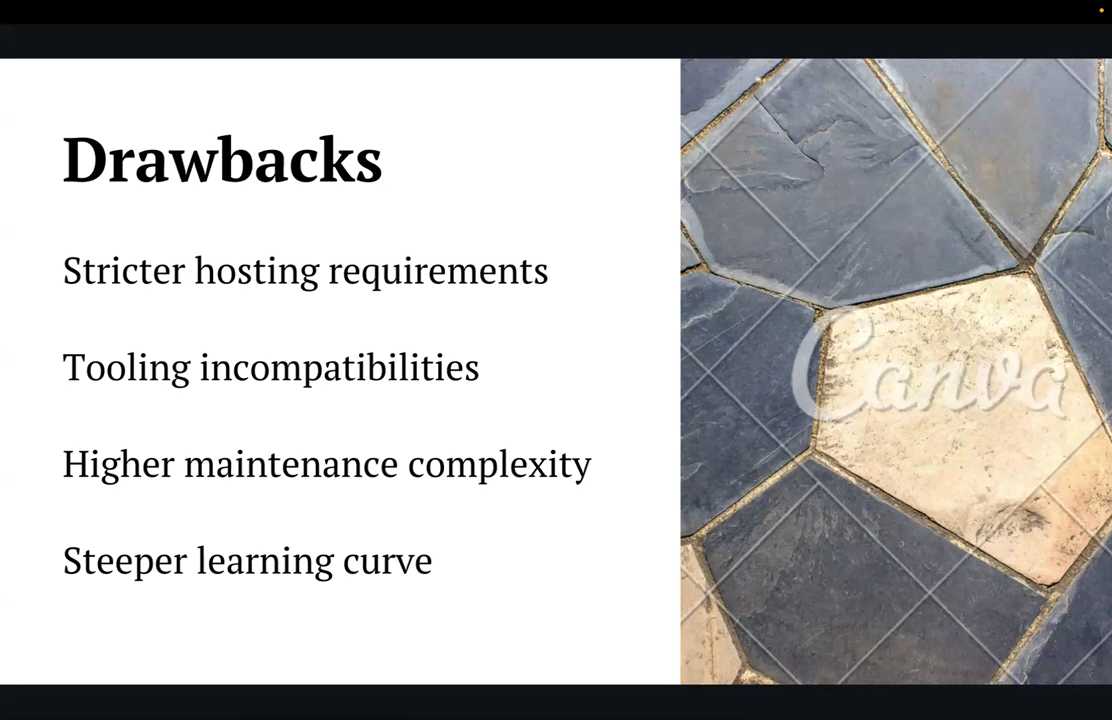 Drawbacks
Stricter hosting requirements
Tooling incompatibilities
Higher maintenance complexity
Steeper learning curve
Canva